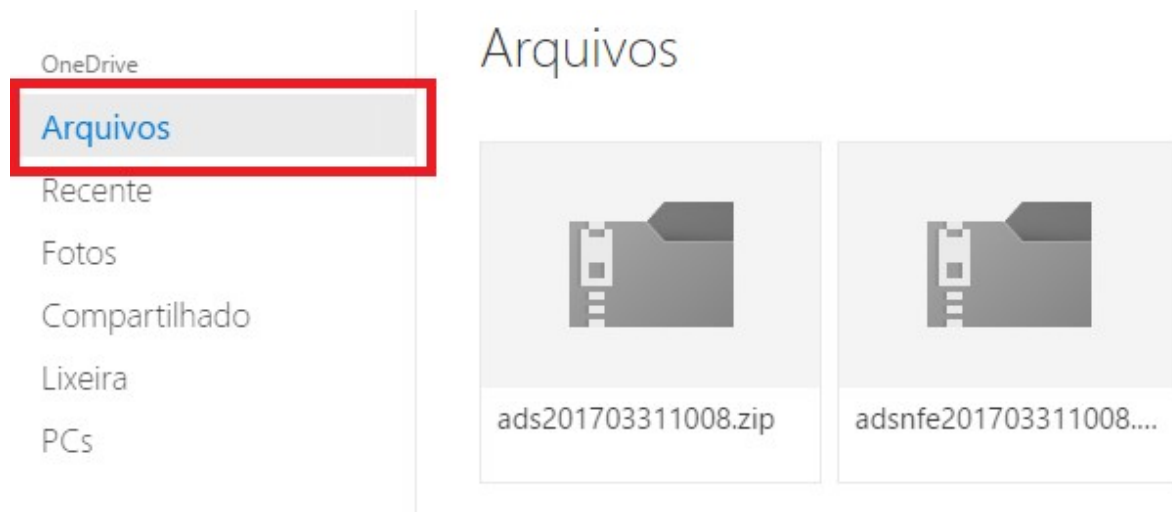 OneDrive
Arquivos
Recente
Fotos
Compartilhado
Lixeira
PCs
Arquivos
ads201703311008.zip
adsnfe201703311008....